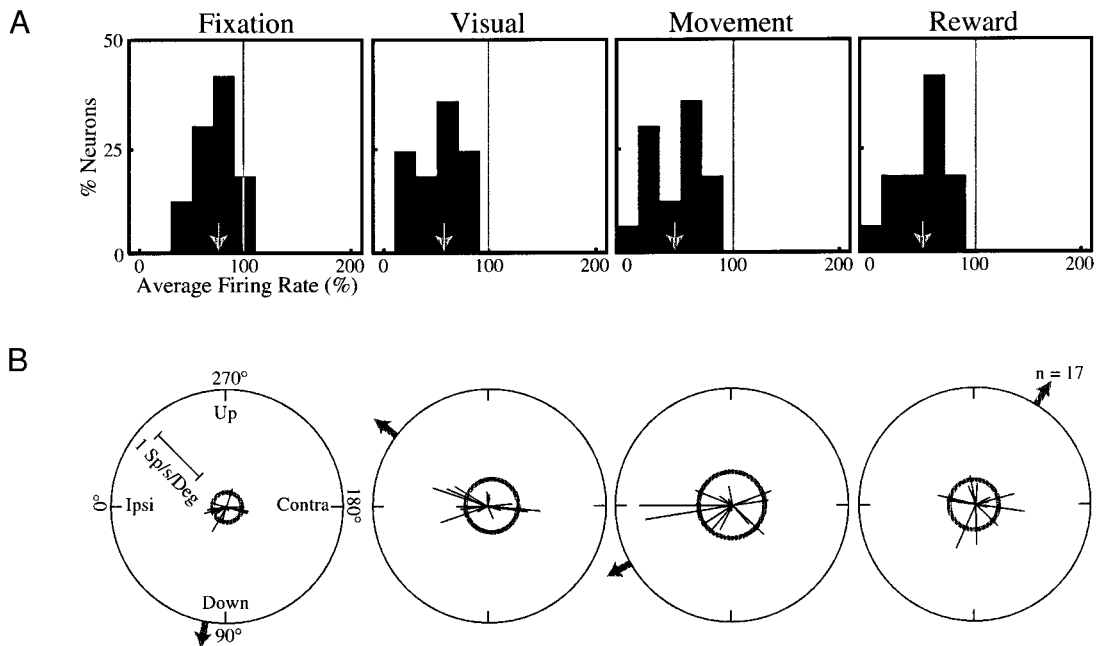 A
Fixation
Visual
Movement
Reward
% Neurons
50
25
0
0 100 200
0 100 200
0 100 200
0 100 200
Average Firing Rate (%)
B
270°
Up
1 Sp/s/Deg
0°
Ipsi
Contra
180°
Down
90°
n = 17